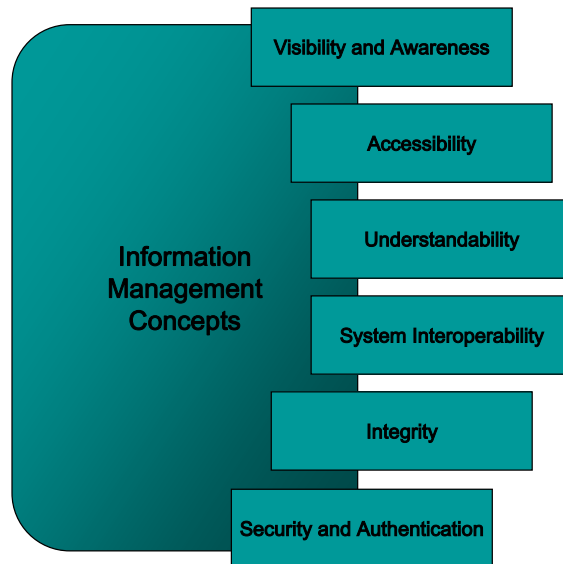 Visibility and Awareness
Accessibility
Understandability
Information
Management
Concepts
System Interoperability
Integrity
Security and Authentication